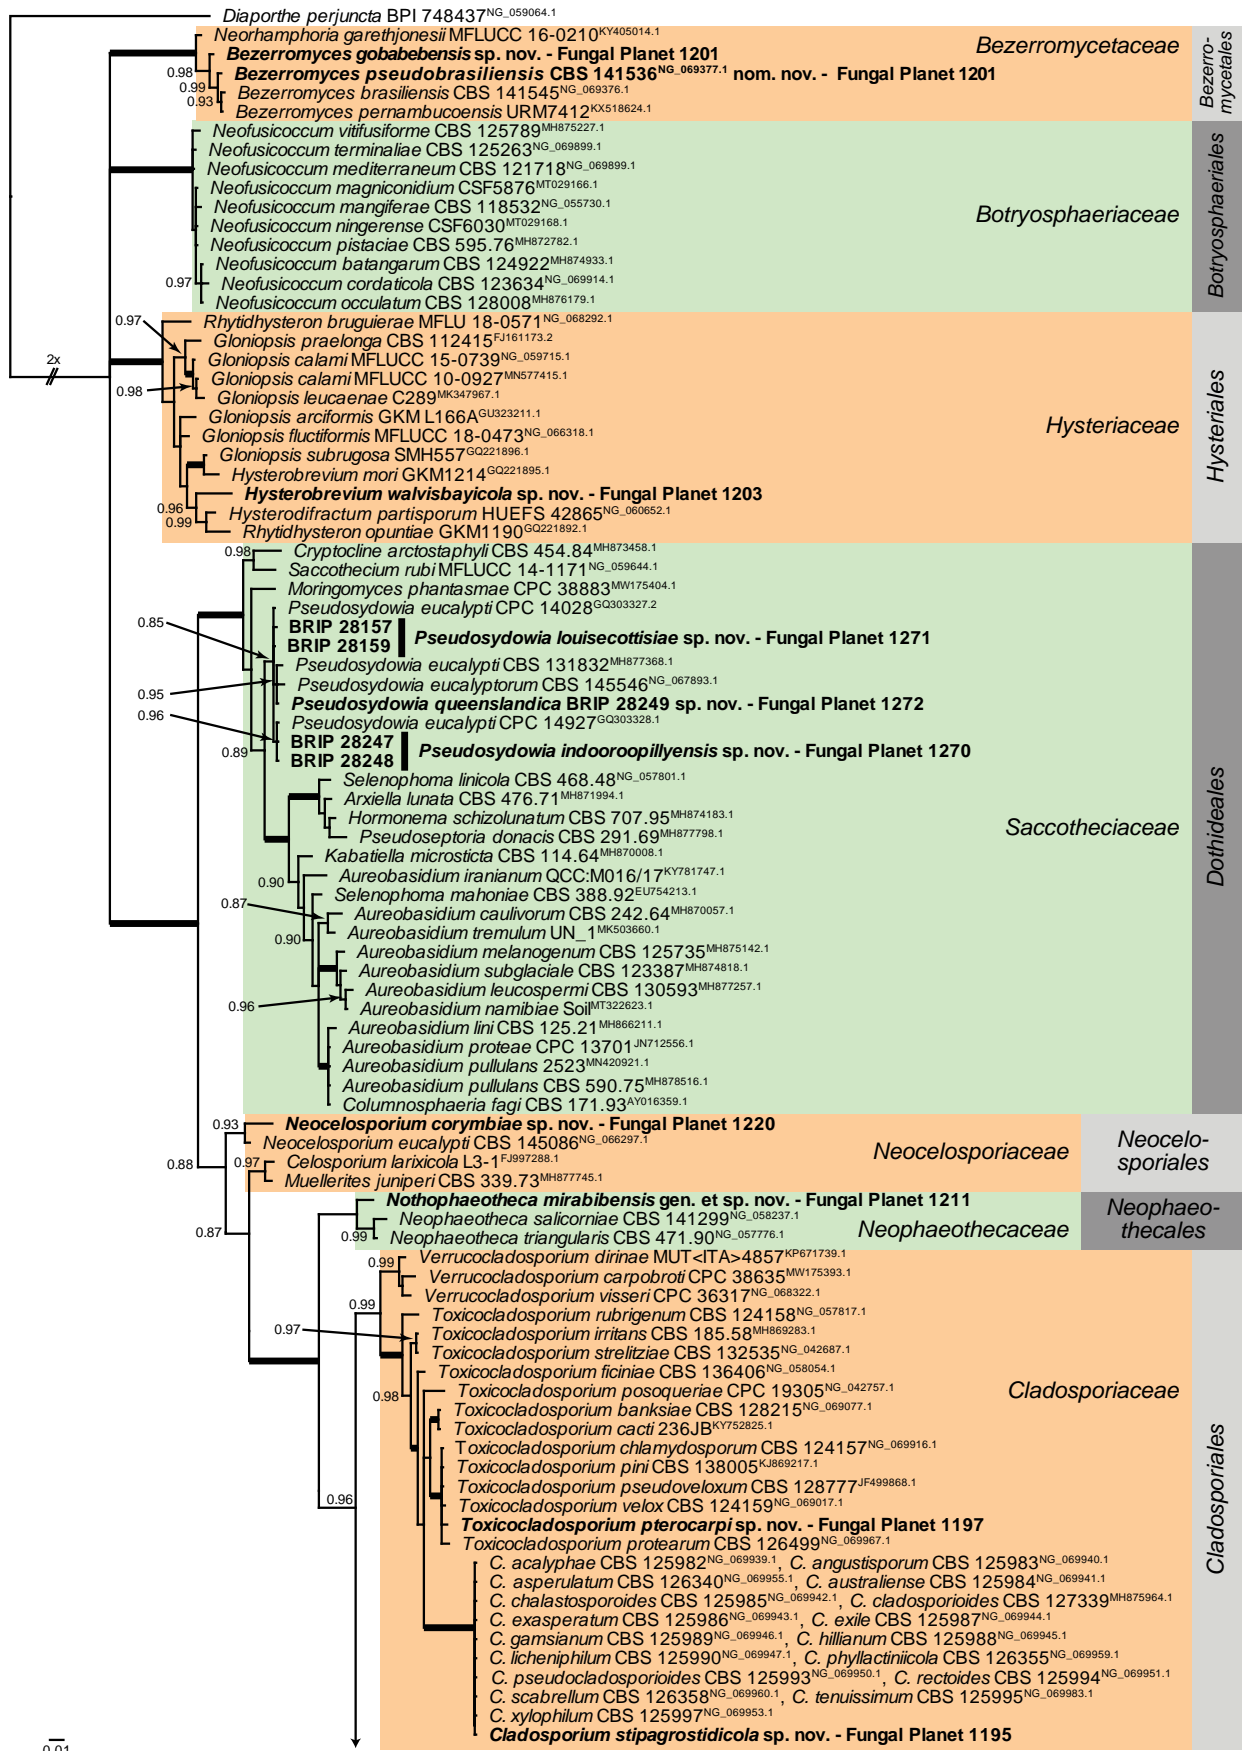 Diaporthe perjuncta BPI 748437NG_059064.1
Neorhamphoria garethjonesii MFLUCC 16-0210KY405014.1
Bezerromycetaceae
Bezerro-
mycetales
Bezerromyces gobabebensis sp. nov. - Fungal Planet 1201
0.98
Bezerromyces pseudobrasiliensis CBS 141536NG_069377.1 nom. nov. - Fungal Planet 1201
0.99
Bezerromyces brasiliensis CBS 141545NG_069376.1
0.93
Bezerromyces pernambucoensis URM7412KX518624.1
Neofusicoccum vitifusiforme CBS 125789MH875227.1
Neofusicoccum terminaliae CBS 125263NG_069899.1
Neofusicoccum mediterraneum CBS 121718NG_069899.1
Neofusicoccum magniconidium CSF5876MT029166.1
Neofusicoccum mangiferae CBS 118532NG_055730.1
Botryosphaeriaceae
Botryosphaeriales
Neofusicoccum ningerense CSF6030MT029168.1
Neofusicoccum pistaciae CBS 595.76MH872782.1
Neofusicoccum batangarum CBS 124922MH874933.1
0.97
Neofusicoccum cordaticola CBS 123634NG_069914.1
Neofusicoccum occulatum CBS 128008MH876179.1
0.97
Rhytidhysteron bruguierae MFLU 18-0571NG_068292.1
Gloniopsis praelonga CBS 112415FJ161173.2
2x
Gloniopsis calami MFLUCC 15-0739NG_059715.1
Gloniopsis calami MFLUCC 10-0927MN577415.1
0.98
Gloniopsis leucaenae C289MK347967.1
Gloniopsis arciformis GKM L166AGU323211.1
Hysteriaceae
Hysteriales
Gloniopsis fluctiformis MFLUCC 18-0473NG_066318.1
Gloniopsis subrugosa SMH557GQ221896.1
Hysterobrevium mori GKM1214GQ221895.1
Hysterobrevium walvisbayicola sp. nov. - Fungal Planet 1203
0.96
Hysterodifractum partisporum HUEFS 42865NG_060652.1
0.99
Rhytidhysteron opuntiae GKM1190GQ221892.1
0.98
Cryptocline arctostaphyli CBS 454.84MH873458.1
Saccothecium rubi MFLUCC 14-1171NG_059644.1
Moringomyces phantasmae CPC 38883MW175404.1
Pseudosydowia eucalypti CPC 14028GQ303327.2
0.85
BRIP 28157
BRIP 28159
Pseudosydowia louisecottisiae sp. nov. - Fungal Planet 1271
Pseudosydowia eucalypti CBS 131832MH877368.1
0.95
Pseudosydowia eucalyptorum CBS 145546NG_067893.1
Pseudosydowia queenslandica BRIP 28249 sp. nov. - Fungal Planet 1272
0.96
Pseudosydowia eucalypti CPC 14927GQ303328.1
0.89
BRIP 28247
BRIP 28248
Pseudosydowia indooroopillyensis sp. nov. - Fungal Planet 1270
Selenophoma linicola CBS 468.48NG_057801.1
Arxiella lunata CBS 476.71MH871994.1
Hormonema schizolunatum CBS 707.95MH874183.1
Saccotheciaceae
Dothideales
Pseudoseptoria donacis CBS 291.69MH877798.1
Kabatiella microsticta CBS 114.64MH870008.1
0.90
Aureobasidium iranianum QCC:M016/17KY781747.1
Selenophoma mahoniae CBS 388.92EU754213.1
0.87
Aureobasidium caulivorum CBS 242.64MH870057.1
0.90
Aureobasidium tremulum UN_1MK503660.1
Aureobasidium melanogenum CBS 125735MH875142.1
Aureobasidium subglaciale CBS 123387MH874818.1
Aureobasidium leucospermi CBS 130593MH877257.1
0.96
Aureobasidium namibiae SoilMT322623.1
Aureobasidium lini CBS 125.21MH866211.1
Aureobasidium proteae CPC 13701JN712556.1
Aureobasidium pullulans 2523MN420921.1
Aureobasidium pullulans CBS 590.75MH878516.1
Columnosphaeria fagi CBS 171.93AY016359.1
0.93
Neocelosporium corymbiae sp. nov. - Fungal Planet 1220
Neocelosporium eucalypti CBS 145086NG_066297.1
Neocelosporiaceae
Neocelo-
sporiales
0.88
0.97
Celosporium larixicola L3-1FJ997288.1
Muellerites juniperi CBS 339.73MH877745.1
Nothophaeotheca mirabibensis gen. et sp. nov. - Fungal Planet 1211
Neophaeotheca salicorniae CBS 141299NG_058237.1
Neophaeothecaceae
Neophaeo-
thecales
0.87
0.99
Neophaeotheca triangularis CBS 471.90NG_057776.1
Verrucocladosporium dirinae MUT<ITA>4857KP671739.1
0.99
Verrucocladosporium carpobroti CPC 38635MW175393.1
Verrucocladosporium visseri CPC 36317NG_068322.1
0.99
Toxicocladosporium rubrigenum CBS 124158NG_057817.1
0.97
Toxicocladosporium irritans CBS 185.58MH869283.1
Toxicocladosporium strelitziae CBS 132535NG_042687.1
Toxicocladosporium ficiniae CBS 136406NG_058054.1
0.98
Toxicocladosporium posoqueriae CPC 19305NG_042757.1
Cladosporiaceae
Cladosporiales
Toxicocladosporium banksiae CBS 128215NG_069077.1
Toxicocladosporium cacti 236JBKY752825.1
Toxicocladosporium chlamydosporum CBS 124157NG_069916.1
Toxicocladosporium pini CBS 138005KJ869217.1
Toxicocladosporium pseudoveloxum CBS 128777JF499868.1
0.96
Toxicocladosporium velox CBS 124159NG_069017.1
Toxicocladosporium pterocarpi sp. nov. - Fungal Planet 1197
Toxicocladosporium protearum CBS 126499NG_069967.1
C. acalyphae CBS 125982NG_069939.1, C. angustisporum CBS 125983NG_069940.1
C. asperulatum CBS 126340NG_069955.1, C. australiense CBS 125984NG_069941.1
C. chalastosporoides CBS 125985NG_069942.1, C. cladosporioides CBS 127339MH875964.1
C. exasperatum CBS 125986NG_069943.1, C. exile CBS 125987NG_069944.1
C. gamsianum CBS 125989NG_069946.1, C. hillianum CBS 125988NG_069945.1
C. licheniphilum CBS 125990NG_069947.1, C. phyllactiniicola CBS 126355NG_069959.1
C. pseudocladosporioides CBS 125993NG_069950.1, C. rectoides CBS 125994NG_069951.1
C. scabrellum CBS 126358NG_069960.1, C. tenuissimum CBS 125995NG_069983.1
C. xylophilum CBS 125997NG_069953.1
Cladosporium stipagrostidicola sp. nov. - Fungal Planet 1195
0.01